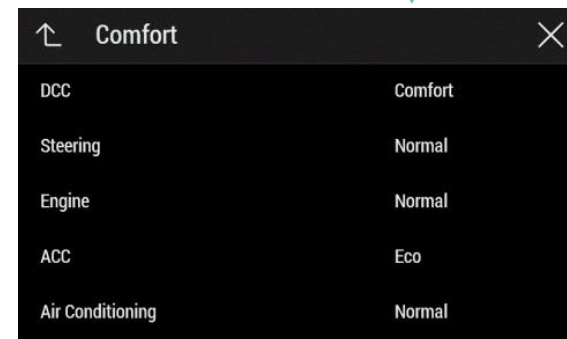 Comfort
DCC Comfort
Steering Normal
Engine Normal
ACC Eco
Air Conditioning Normal